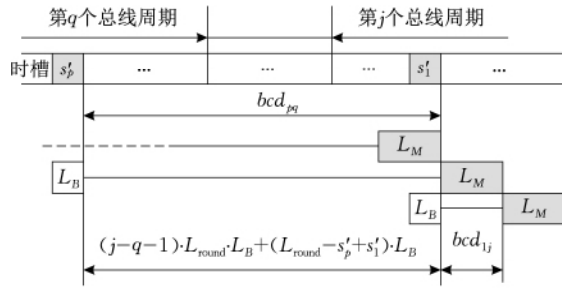 第q个总线周期 第j个总线周期
时槽 s′p ··· ··· ··· s′1 ···
bcdpq
LM
LB LM
LB LM
(j−q−1)·Lround·LB+(Lround−s′p+s′1)·LB bcd1j